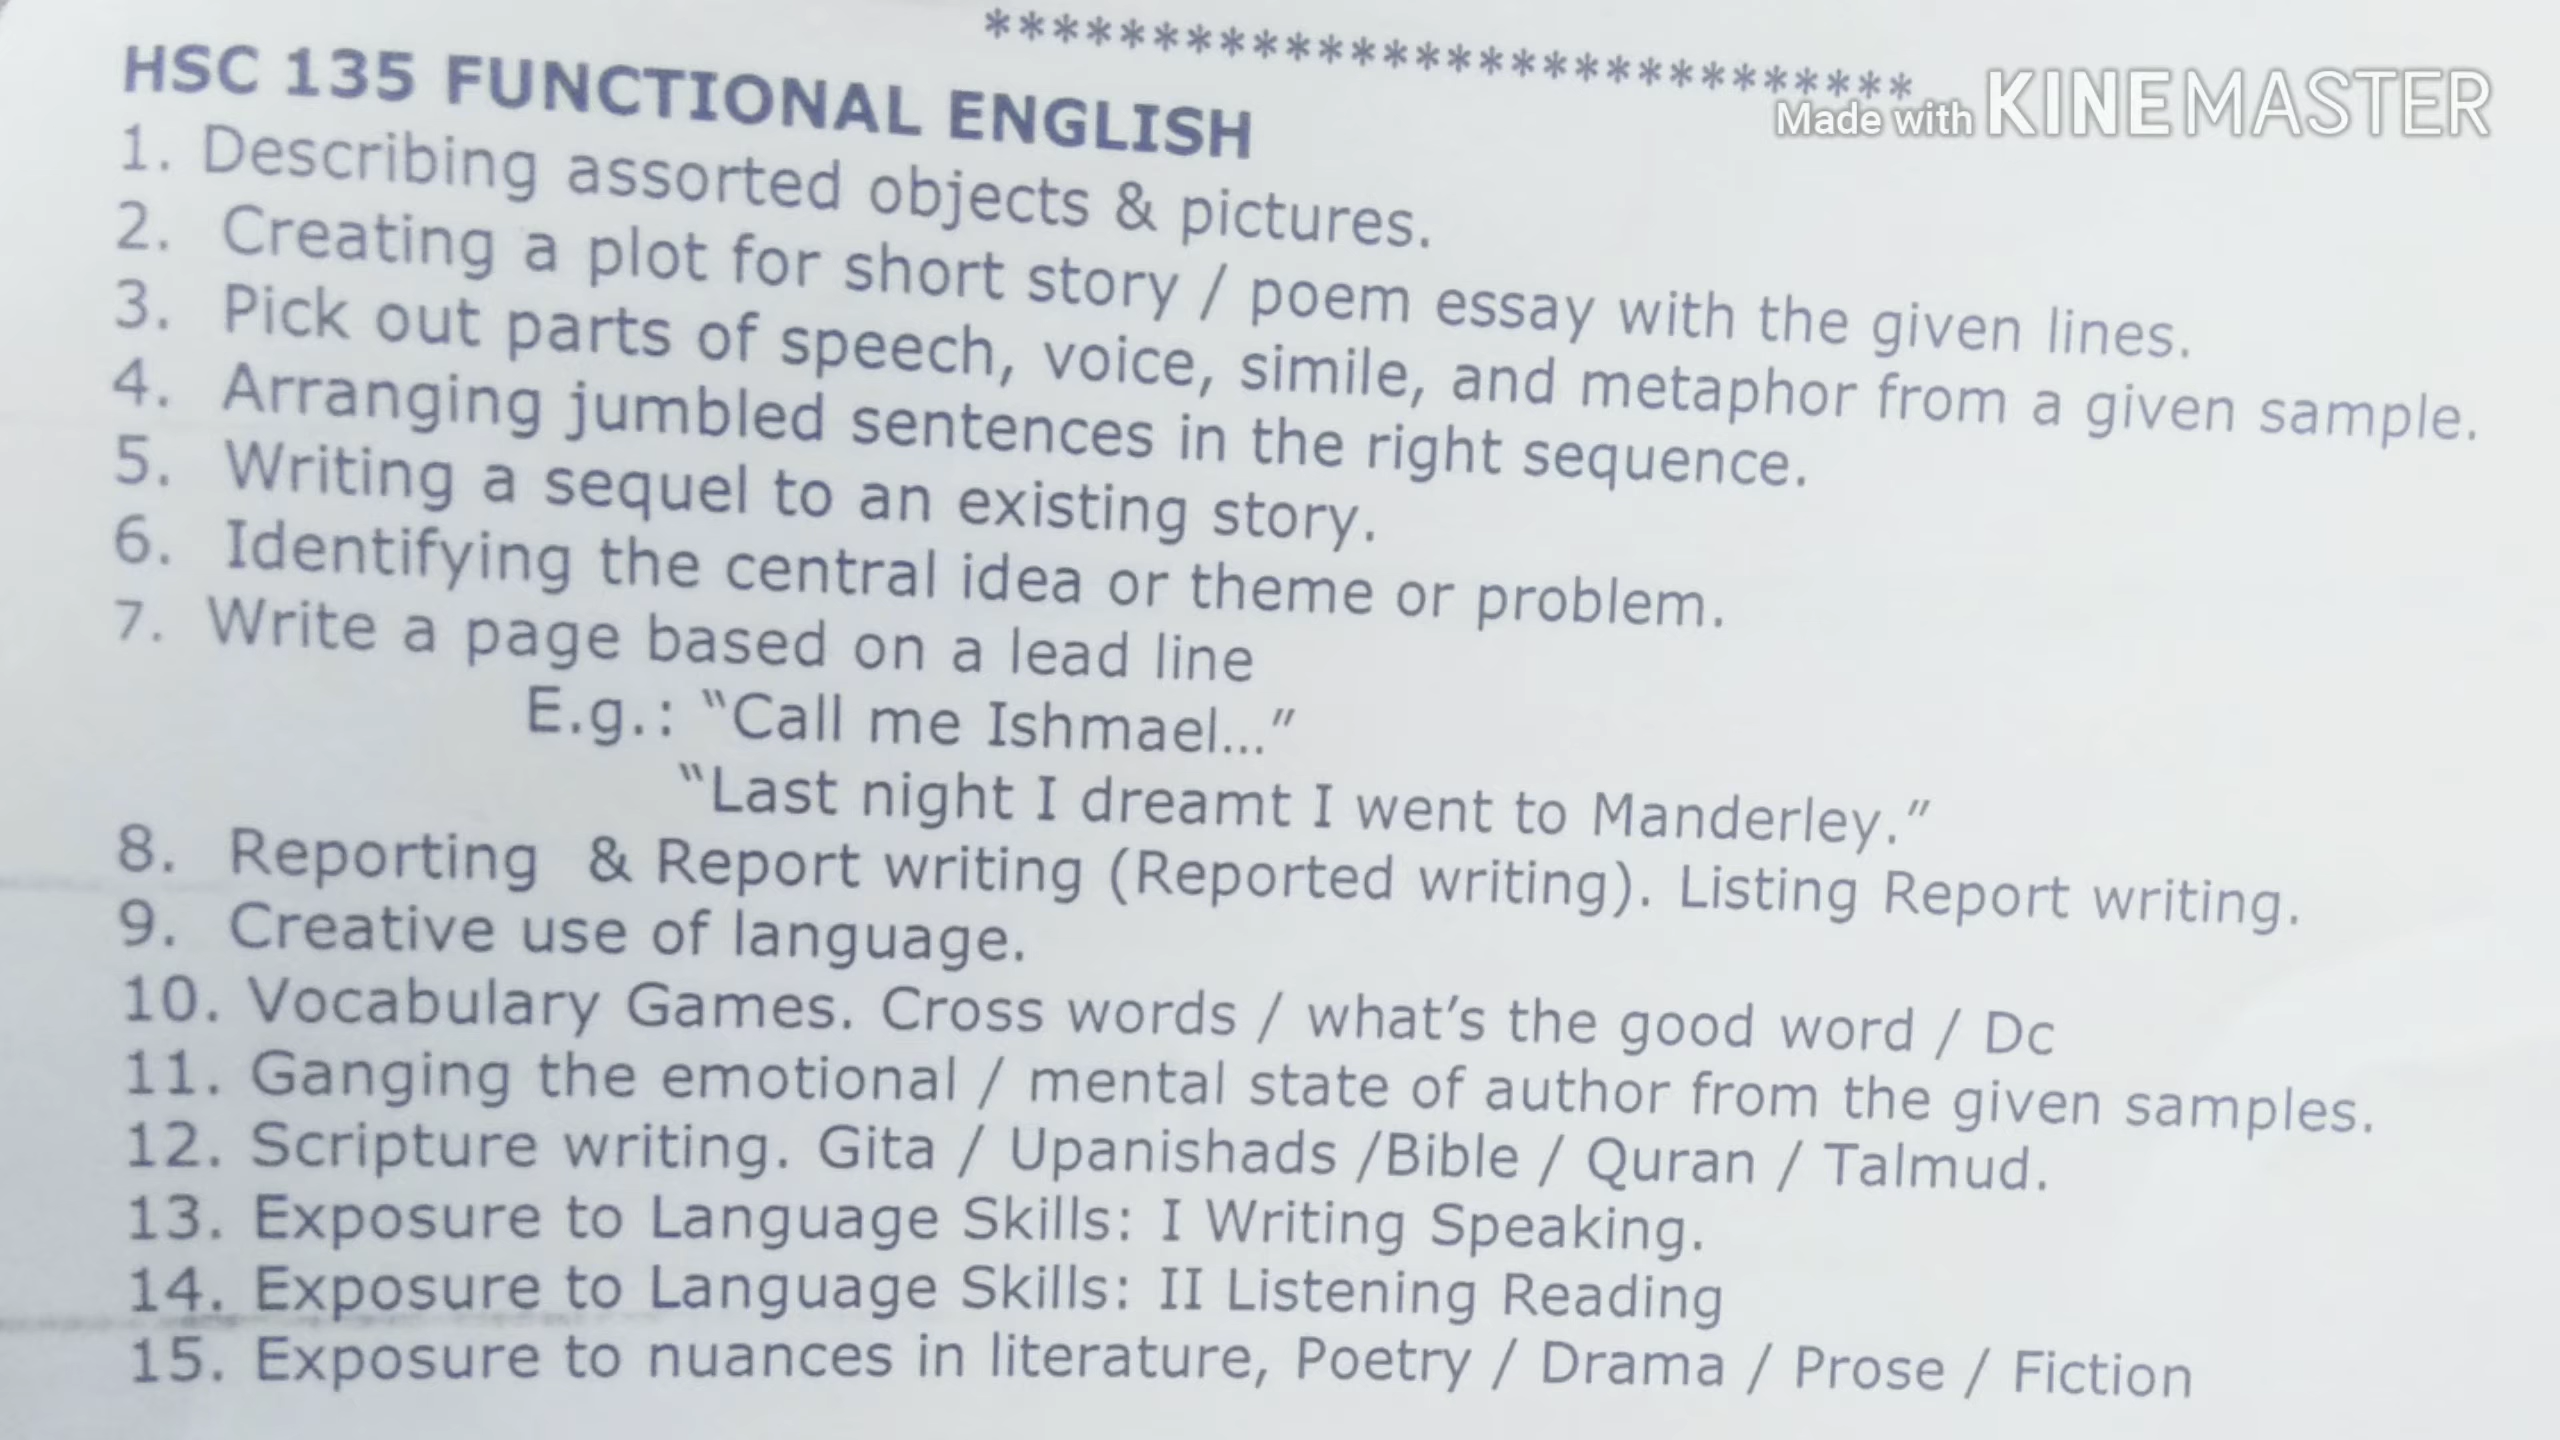 **************************** 
Made with KINEMASTER
HSC 135 FUNCTIONAL ENGLISH
1. Describing assorted objects & pictures.
2. Creating a plot for short story / poem essay with the given lines.
3. Pick out parts of speech, voice, simile, and metaphor from a given sample.
4. Arranging jumbled sentences in the right sequence.
5. Writing a sequel to an existing story.
6. Identifying the central idea or theme or problem.
7. Write a page based on a lead line
E.g.: “Call me Ishmael...”
“Last night I dreamt I went to Manderley.”
8. Reporting & Report writing (Reported writing). Listing Report writing.
9. Creative use of language.
10. Vocabulary Games. Cross words / what’s the good word / Dc
11. Ganging the emotional / mental state of author from the given samples.
12. Scripture writing. Gita / Upanishads /Bible / Quran / Talmud.
13. Exposure to Language Skills: I Writing Speaking.
14. Exposure to Language Skills: II Listening Reading
15. Exposure to nuances in literature, Poetry / Drama / Prose / Fiction